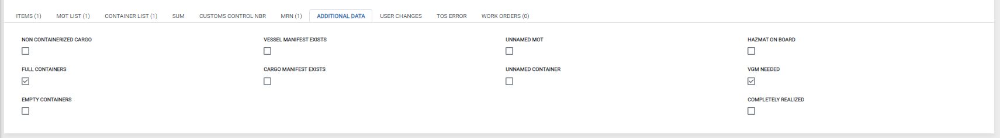 ITEMS (1) MOT LIST (1) CONTAINER LIST (1) SUM CUSTOMS CONTROL NBR MRN (1) ADDITIONAL DATA USER CHANGES TOS ERROR WORK ORDERS (0)
NON CONTAINERIZED CARGO VESSEL MANIFEST EXISTS UNNAMED MOT HAZMAT ON BOARD
FULL CONTAINERS CARGO MANIFEST EXISTS UNNAMED CONTAINER VGM NEEDED
EMPTY CONTAINERS COMPLETELY REALIZED